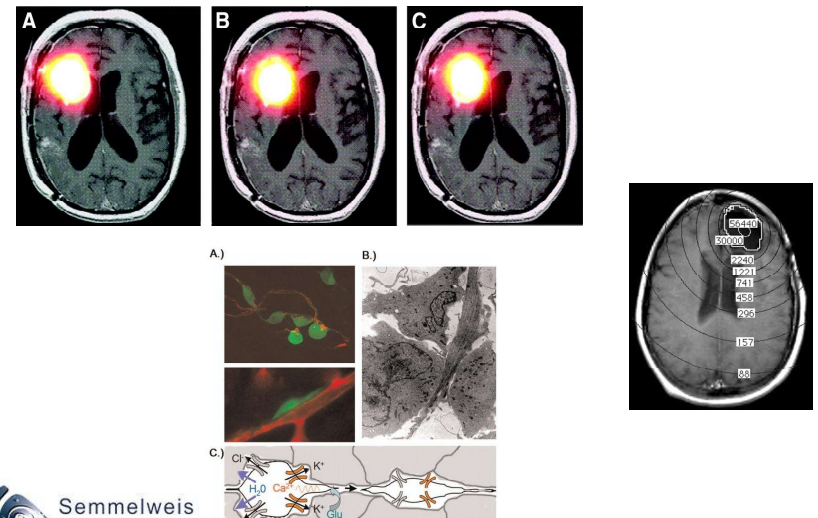 A
B
C
56440
30000
2240
1221
741
458
296
157
88
A.)
B.)
C.)
Cl-
K+
H20
Ca2+
K+
Glu
Semmelweis